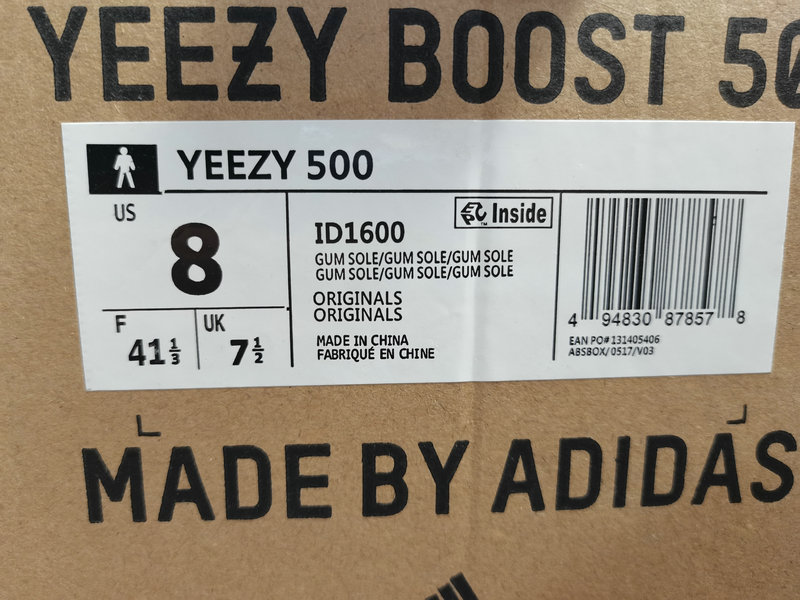 YEEZY BOOST 50
YEEZY 500
US
8
F
41 1/3
UK
7 1/2
ID1600
EPC Inside
™
GUM SOLE/GUM SOLE/GUM SOLE
GUM SOLE/GUM SOLE/GUM SOLE
ORIGINALS
ORIGINALS
MADE IN CHINA
FABRIQUÉ EN CHINE
4 94830 87857 8
EAN PO# 131405406
ABSBOX/0517/V03
MADE BY ADIDAS